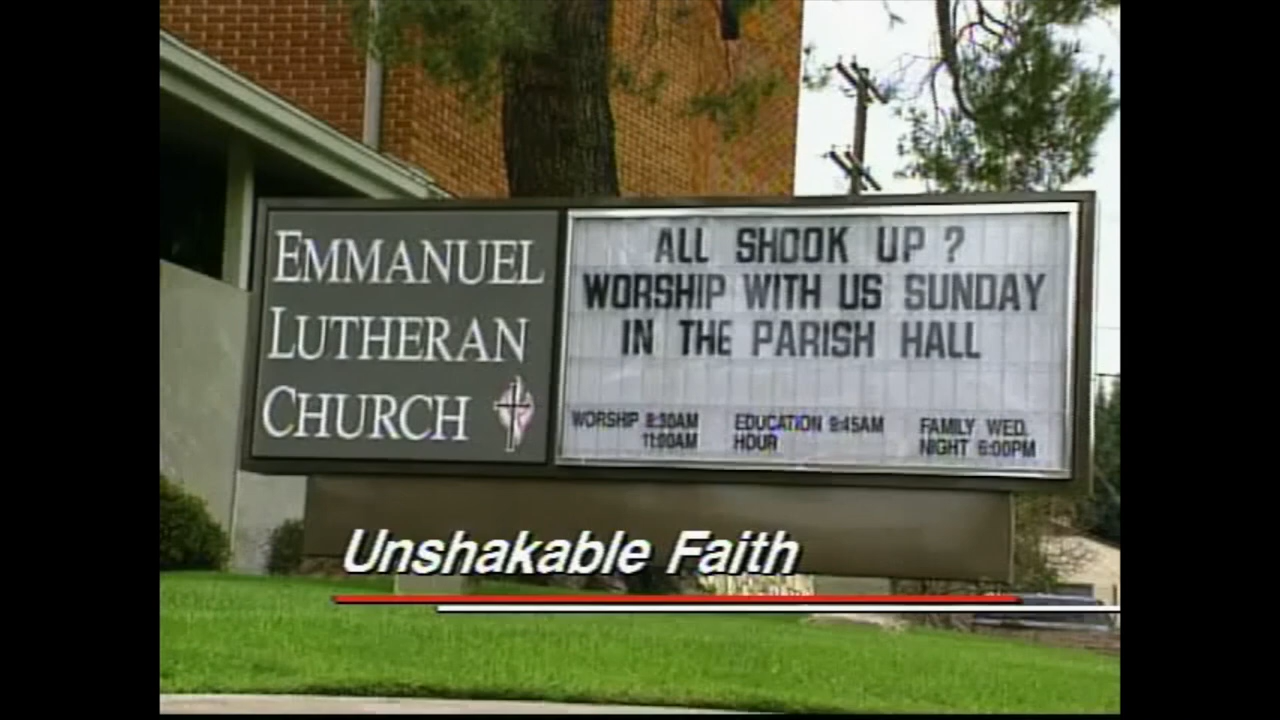 EMMANUEL
LUTHERAN
CHURCH
ALL SHOOK UP ?
WORSHIP WITH US SUNDAY
IN THE PARISH HALL
WORSHIP 8:30AM
11:00AM
EDUCATION 9:45AM
HOUR
FAMILY WED.
NIGHT 6:00PM
Unshakable Faith